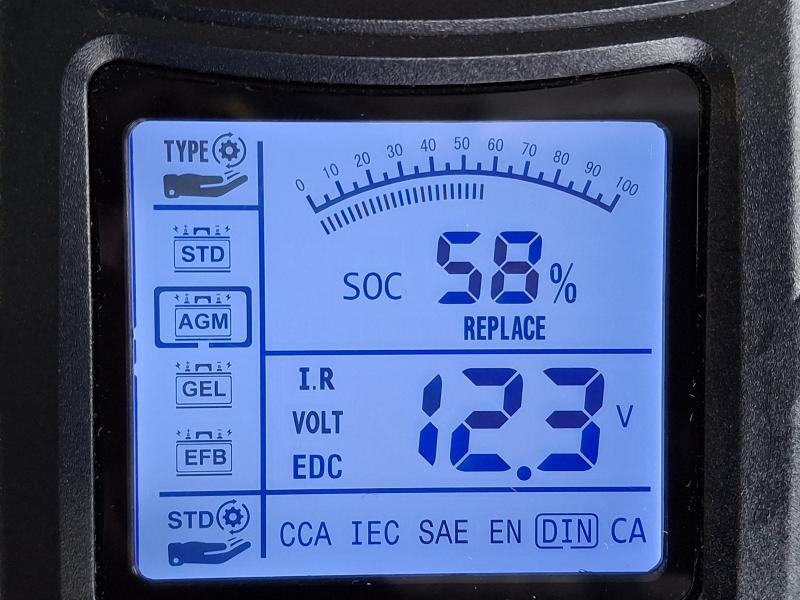 TYPE
0 10 20 30 40 50 60 70 80 90 100
STD
AGM
GEL
EFB
SOC 58%
REPLACE
I.R
VOLT
EDC
12.3 V
STD
CCA IEC SAE EN DIN CA